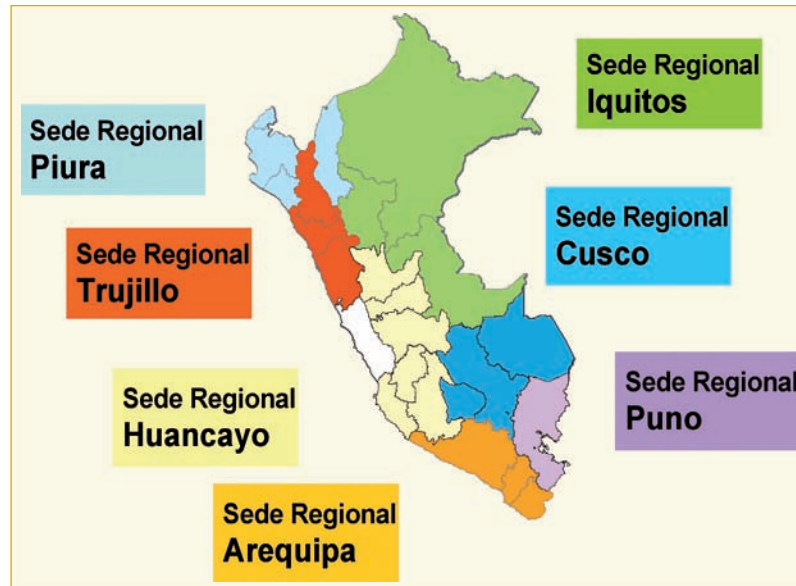 Sede Regional
Iquitos
Sede Regional
Piura
Sede Regional
Cusco
Sede Regional
Trujillo
Sede Regional
Puno
Sede Regional
Huancayo
Sede Regional
Arequipa